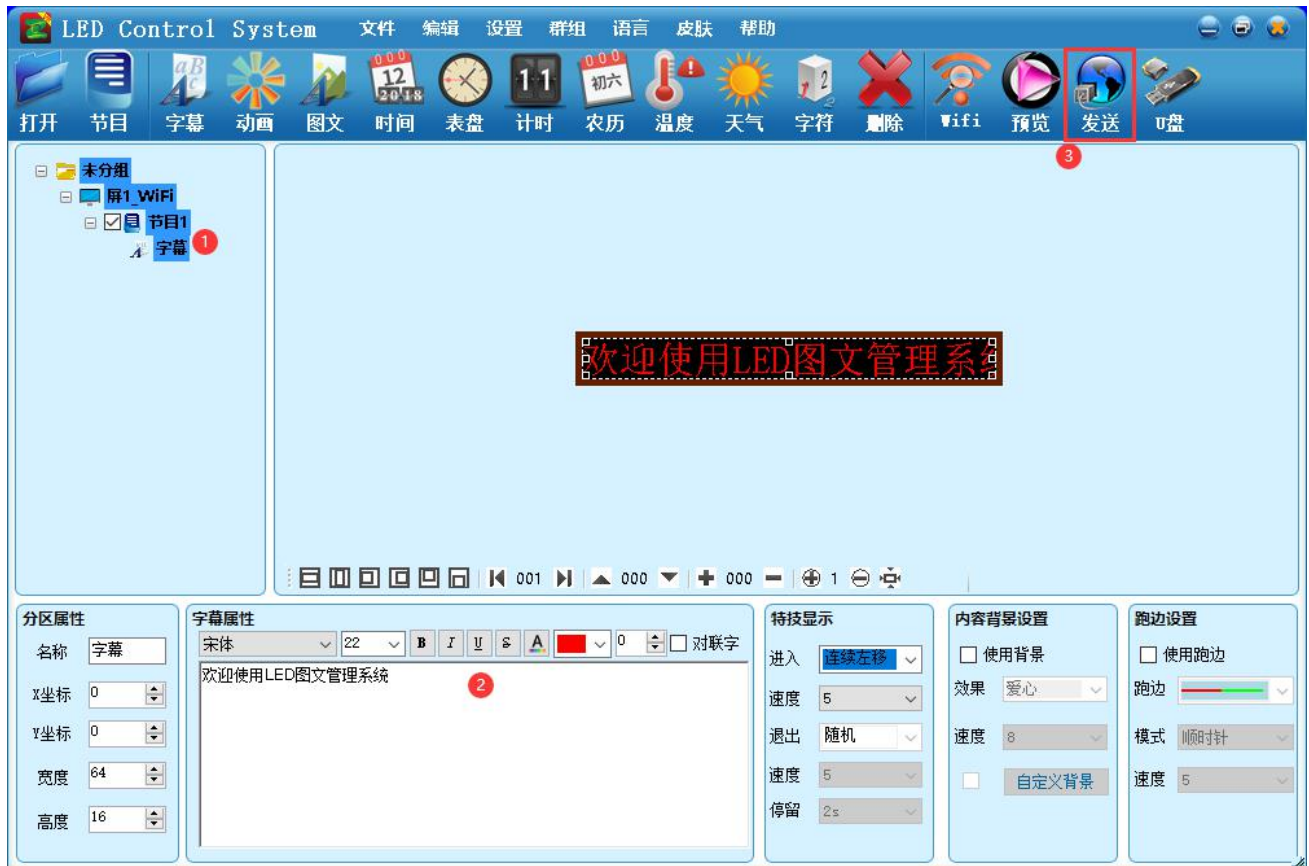 LED Control System 文件 编辑 设置 群组 语言 皮肤 帮助
12
2018
11
初六
2
打开 节目 字幕 动画 图文 时间 表盘 计时 农历 温度 天气 字符 删除 Wifi 预览 发送 U盘
3
未分组
屏1_WiFi
节目1
字幕 1
欢迎使用LED图文管理系统
001 000 000 1
分区属性
名称 字幕
X坐标 0
Y坐标 0
宽度 64
高度 16
字幕属性
宋体 22 B I U S A 0 对联字
欢迎使用LED图文管理系统
2
特技显示
进入 连续左移
速度 5
退出 随机
速度 5
停留 2s
内容背景设置
使用背景
效果 爱心
速度 8
自定义背景
跑边设置
使用跑边
跑边
模式 顺时针
速度 5